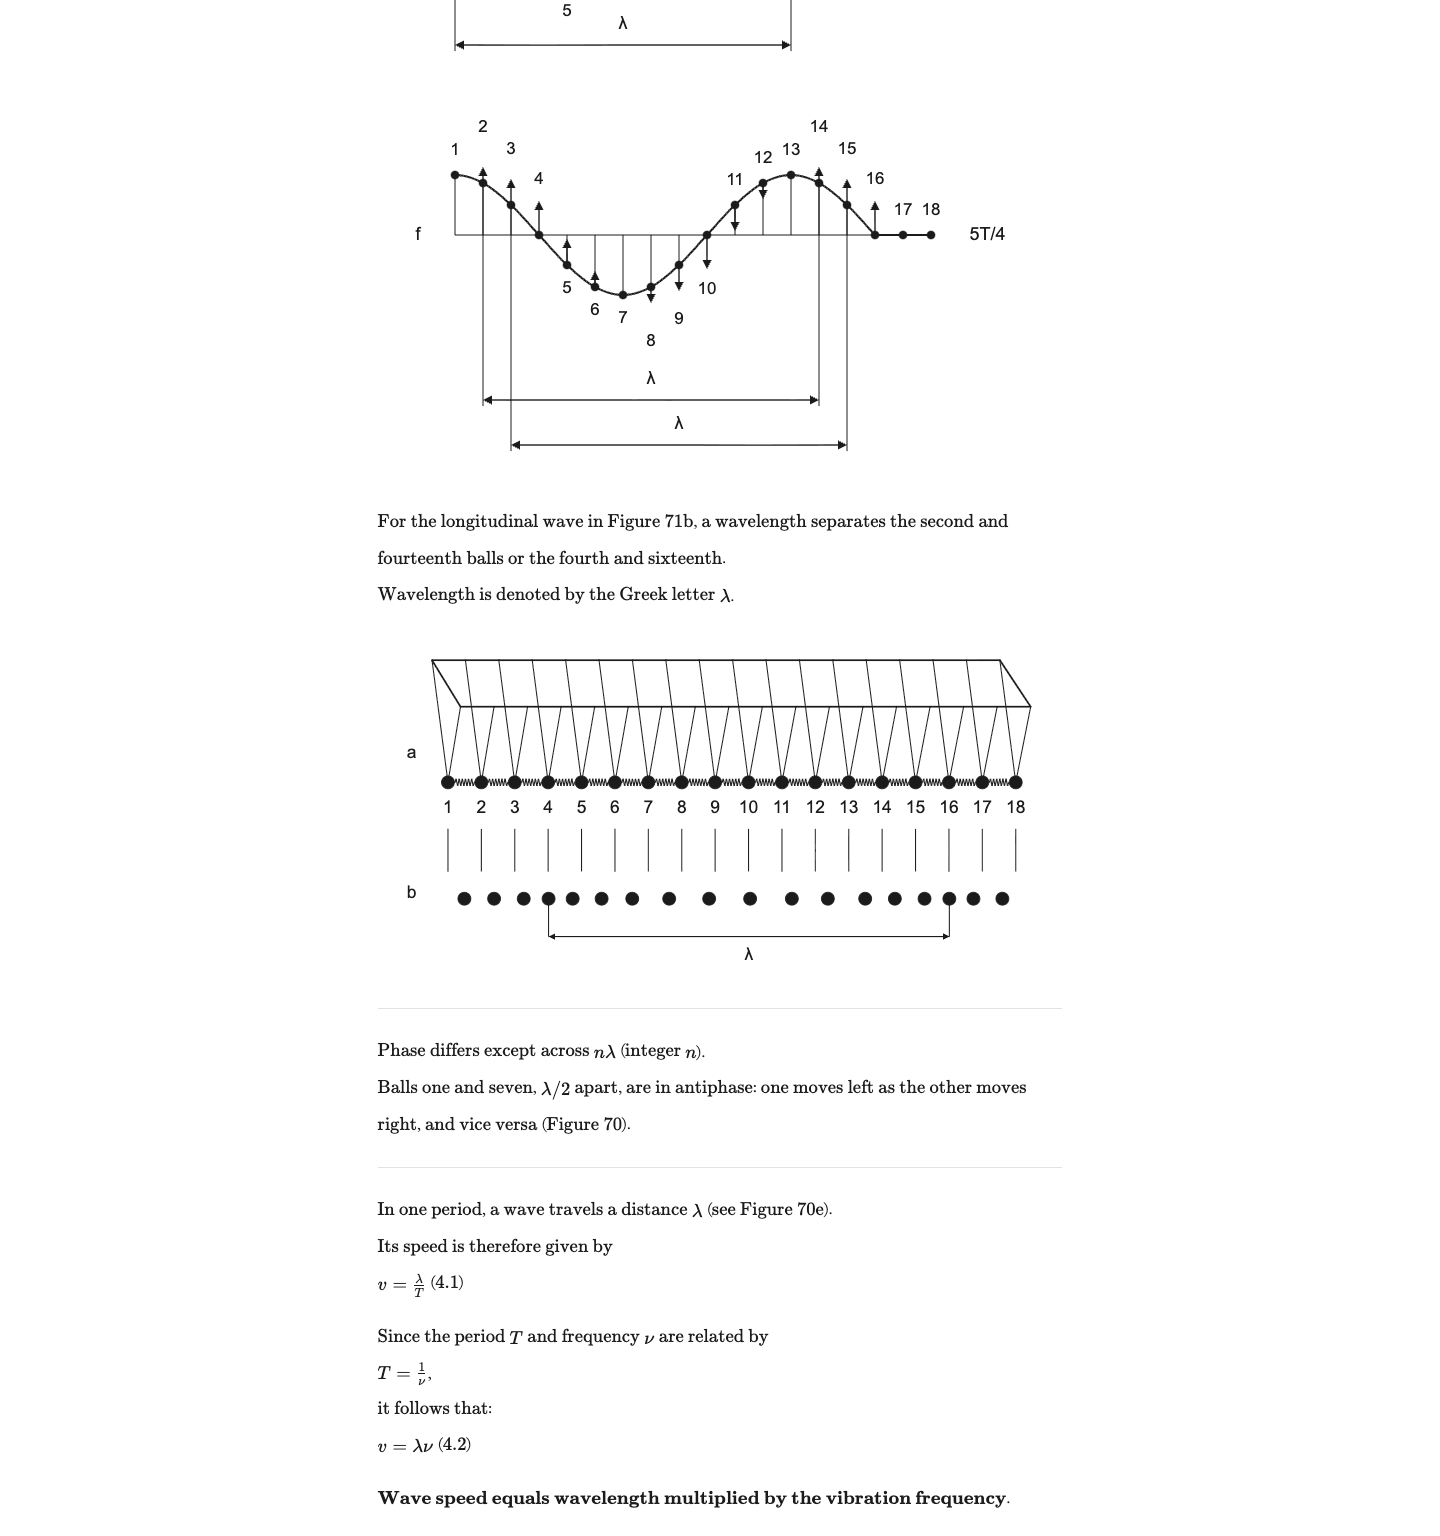 5
λ
2
14
1
3
13
15
12
4
11
16
17 18
f
5T/4
5
10
6
7
9
8
λ
λ
For the longitudinal wave in Figure 71b, a wavelength separates the second and
fourteenth balls or the fourth and sixteenth.
Wavelength is denoted by the Greek letter λ.
a
1 2 3 4 5 6 7 8 9 10 11 12 13 14 15 16 17 18
b
λ
Phase differs except across nλ (integer n).
Balls one and seven, λ/2 apart, are in antiphase: one moves left as the other moves
right, and vice versa (Figure 70).
In one period, a wave travels a distance λ (see Figure 70e).
Its speed is therefore given by
v = λ/T (4.1)
Since the period T and frequency ν are related by
T = 1/ν,
it follows that:
v = λν (4.2)
Wave speed equals wavelength multiplied by the vibration frequency.